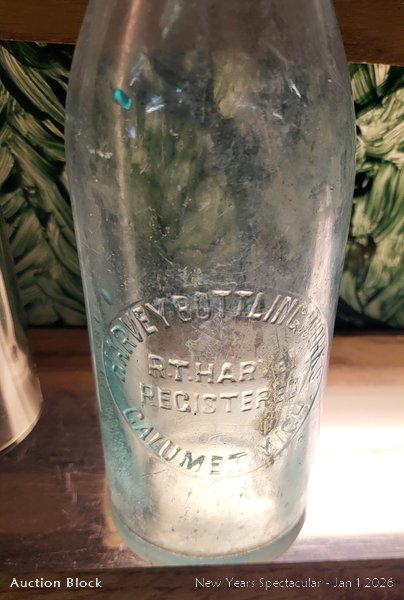 HARVEY BOTTLING WORKS
R.T. HARVEY
REGISTERED
CALUMET, MICH.
Auction Block
New Years Spectacular - Jan 1 2026